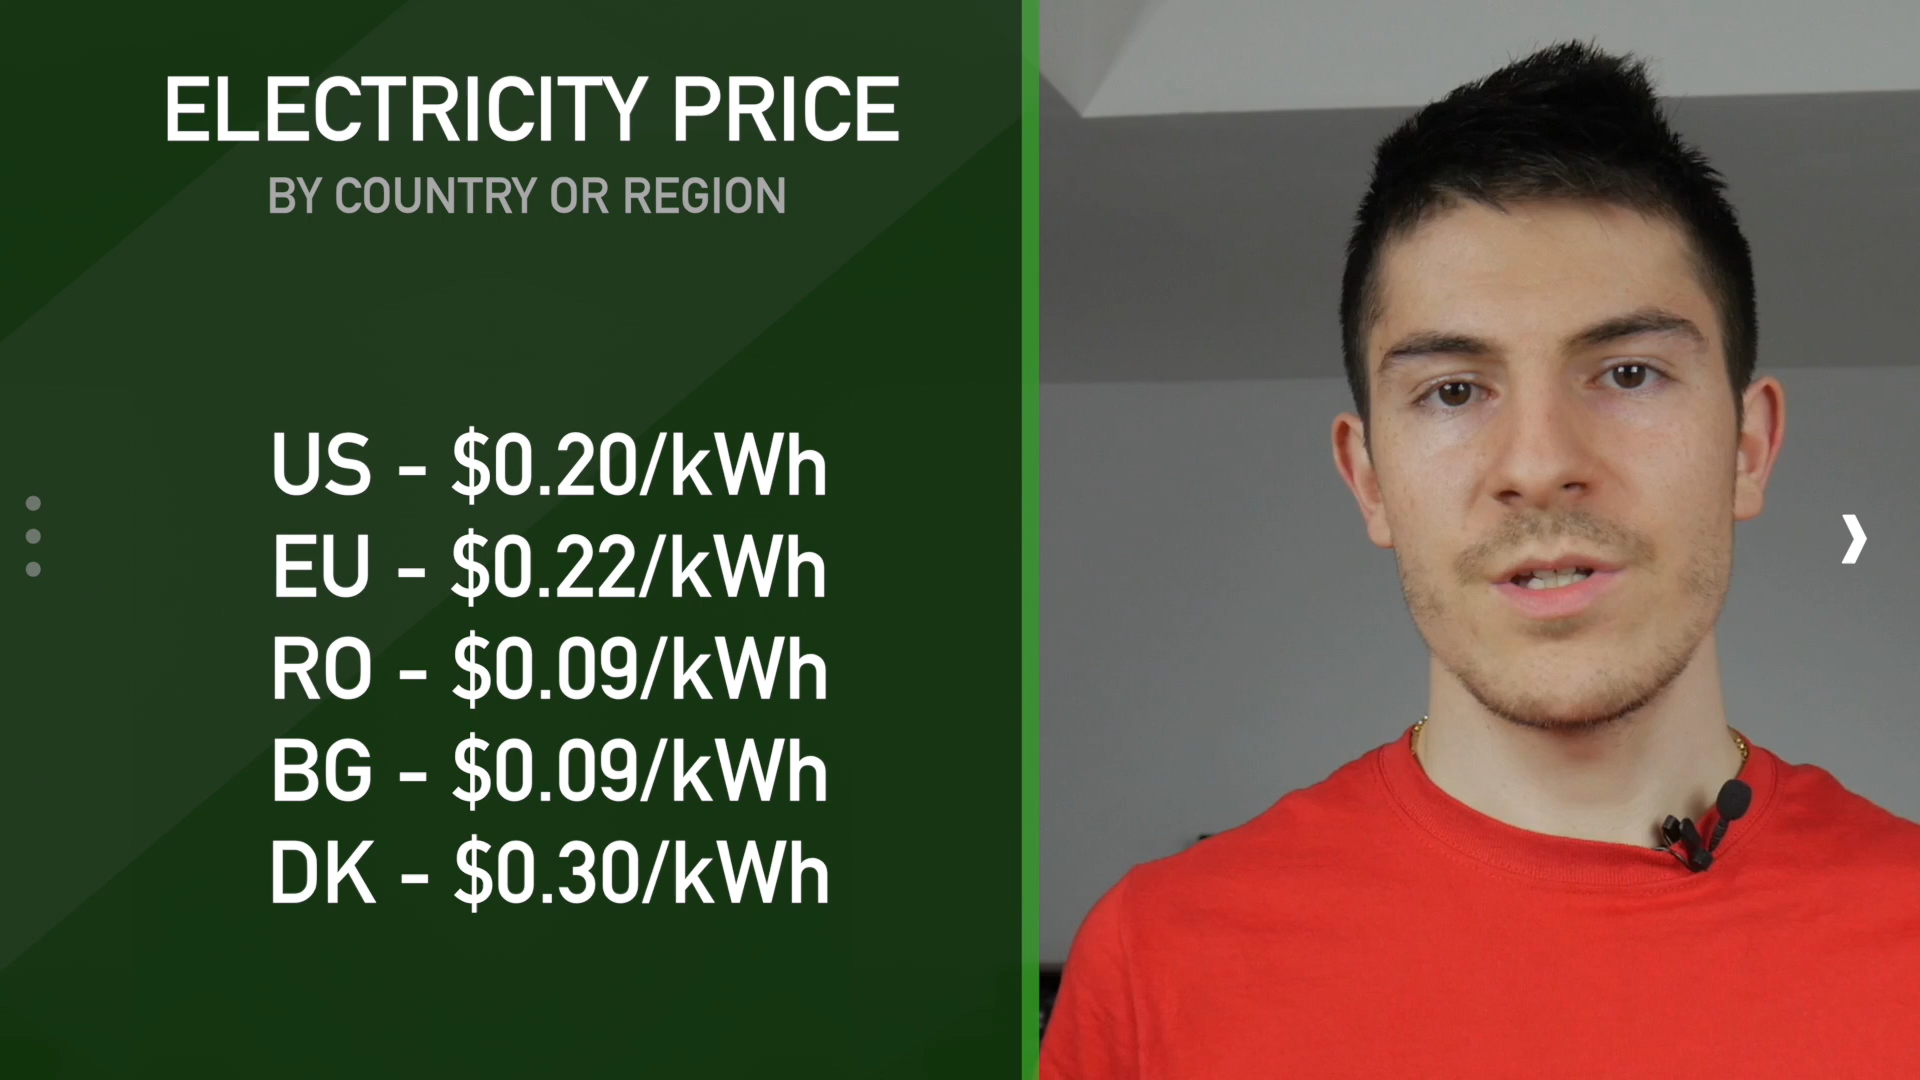 ELECTRICITY PRICE
BY COUNTRY OR REGION
US - $0.20/kWh
EU - $0.22/kWh
RO - $0.09/kWh
BG - $0.09/kWh
DK - $0.30/kWh